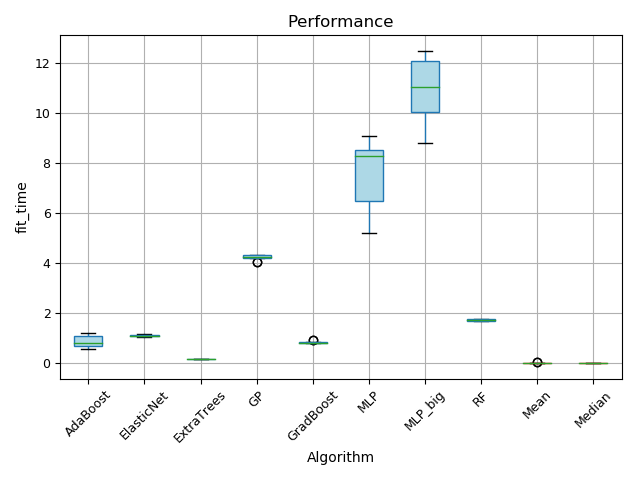 Performance
fit_time
12
10
8
6
4
2
0
AdaBoost
ElasticNet
ExtraTrees
GP
GradBoost
MLP
MLP_big
RF
Mean
Median
Algorithm